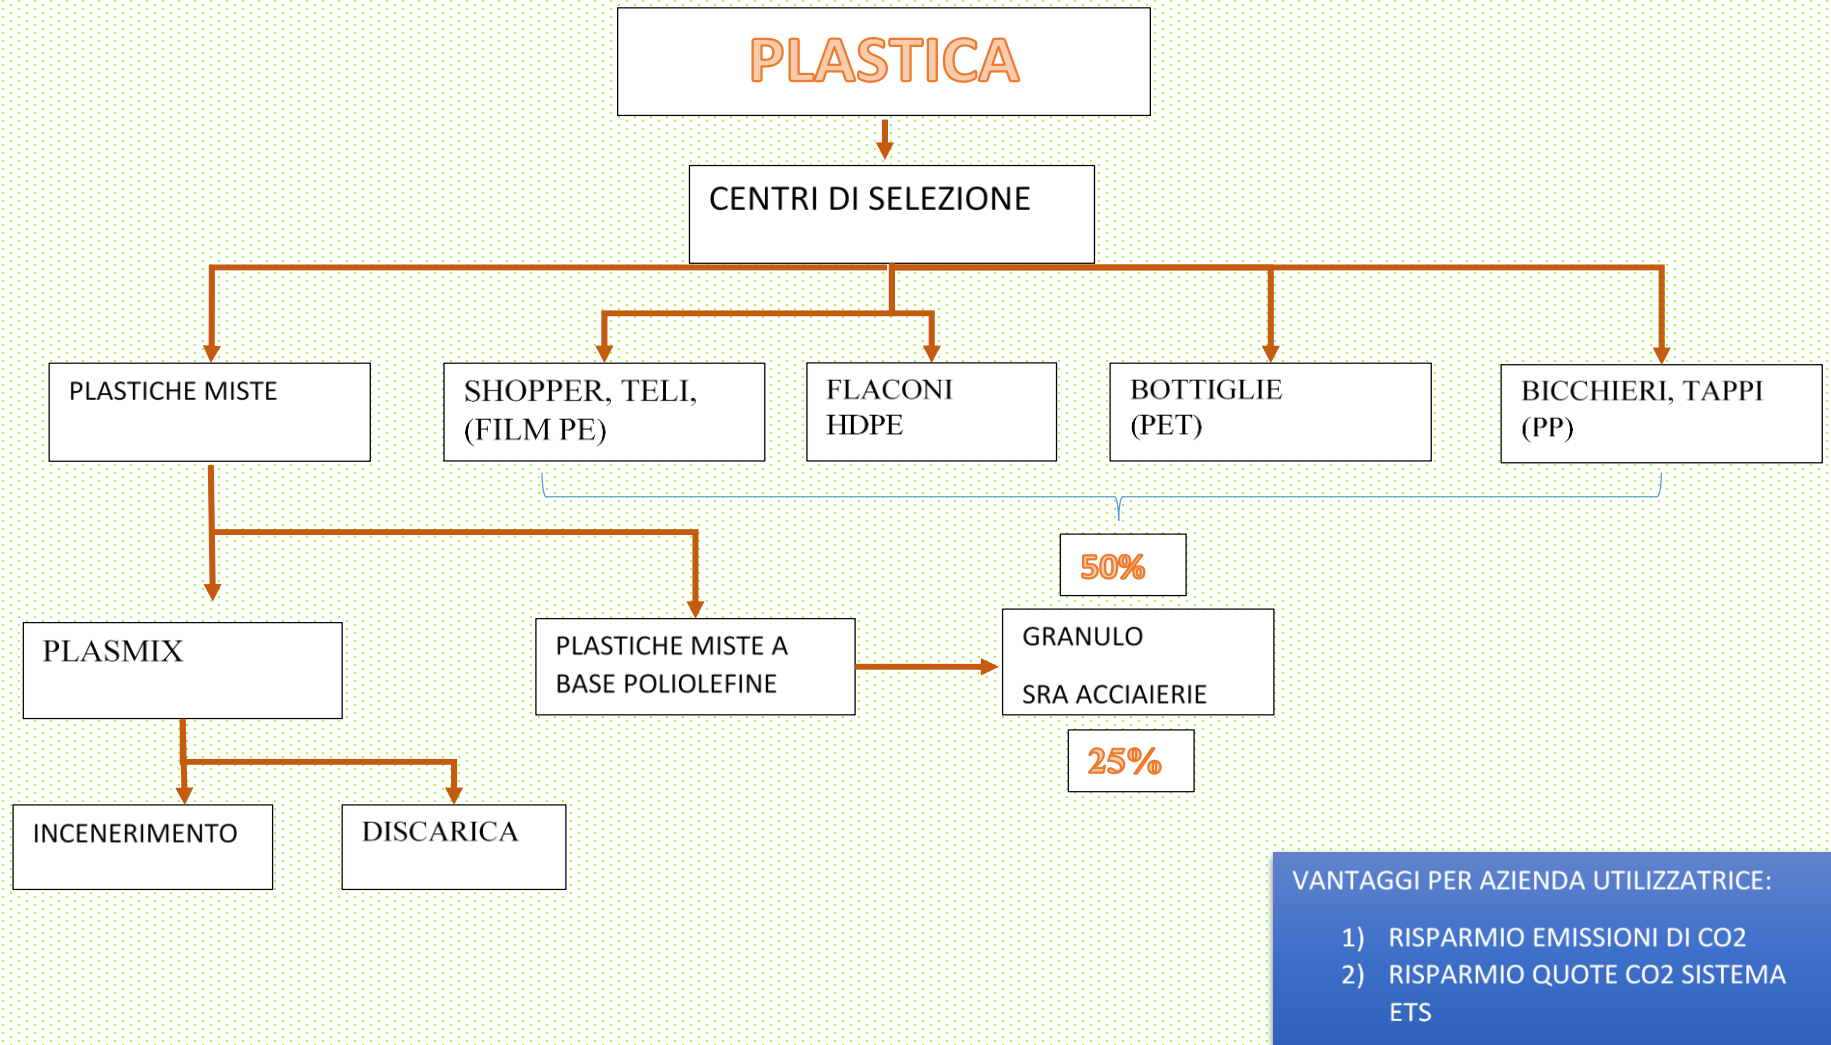 PLASTICA
CENTRI DI SELEZIONE
PLASTICHE MISTE
SHOPPER, TELI,
(FILM PE)
FLACONI
HDPE
BOTTIGLIE
(PET)
BICCHIERI, TAPPI
(PP)
50%
PLASMIX
PLASTICHE MISTE A
BASE POLIOLEFINE
GRANULO
SRA ACCIAIERIE
25%
INCENERIMENTO
DISCARICA
VANTAGGI PER AZIENDA UTILIZZATRICE:
1) RISPARMIO EMISSIONI DI CO2
2) RISPARMIO QUOTE CO2 SISTEMA
ETS